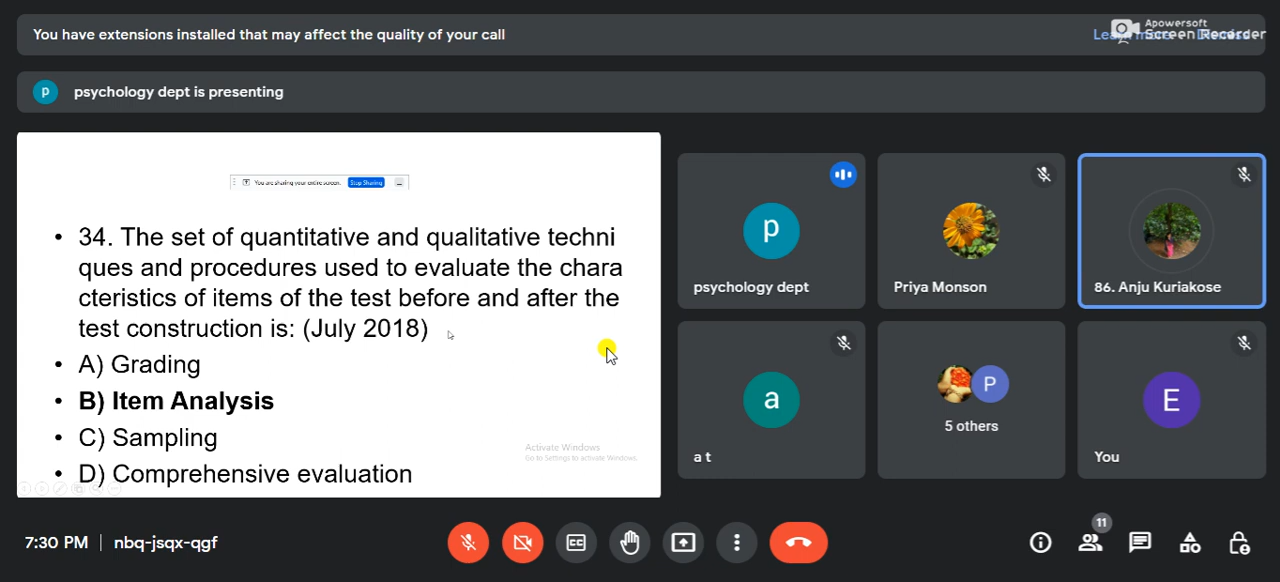 You have extensions installed that may affect the quality of your call
Apowersoft
Screen Recorder
p psychology dept is presenting
You are sharing your entire screen. Stop Sharing
• 34. The set of quantitative and qualitative techni
ques and procedures used to evaluate the chara
cteristics of items of the test before and after the
test construction is: (July 2018)
• A) Grading
• B) Item Analysis
• C) Sampling
• D) Comprehensive evaluation
Activate Windows
Go to Settings to activate Windows.
p
psychology dept
Priya Monson
86. Anju Kuriakose
a
a t
P
5 others
E
You
7:30 PM | nbq-jsqx-qgf
CC
11